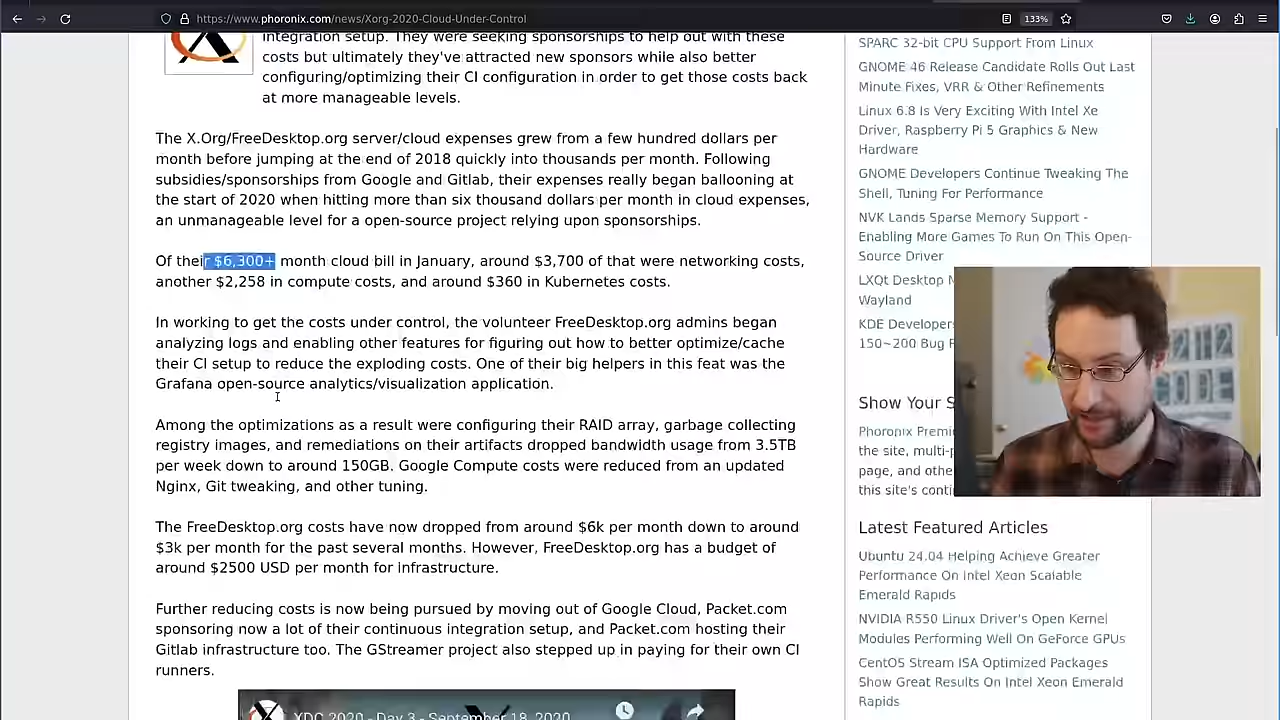 https://www.phoronix.com/news/Xorg-2020-Cloud-Under-Control
133%
integration setup. They were seeking sponsorships to help out with these
costs but ultimately they've attracted new sponsors while also better
configuring/optimizing their CI configuration in order to get those costs back
at more manageable levels.
The X.Org/FreeDesktop.org server/cloud expenses grew from a few hundred dollars per
month before jumping at the end of 2018 quickly into thousands per month. Following
subsidies/sponsorships from Google and Gitlab, their expenses really began ballooning at
the start of 2020 when hitting more than six thousand dollars per month in cloud expenses,
an unmanageable level for a open-source project relying upon sponsorships.
Of their $6,300+ month cloud bill in January, around $3,700 of that were networking costs,
another $2,258 in compute costs, and around $360 in Kubernetes costs.
In working to get the costs under control, the volunteer FreeDesktop.org admins began
analyzing logs and enabling other features for figuring out how to better optimize/cache
their CI setup to reduce the exploding costs. One of their big helpers in this feat was the
Grafana open-source analytics/visualization application.
Among the optimizations as a result were configuring their RAID array, garbage collecting
registry images, and remediations on their artifacts dropped bandwidth usage from 3.5TB
per week down to around 150GB. Google Compute costs were reduced from an updated
Nginx, Git tweaking, and other tuning.
The FreeDesktop.org costs have now dropped from around $6k per month down to around
$3k per month for the past several months. However, FreeDesktop.org has a budget of
around $2500 USD per month for infrastructure.
Further reducing costs is now being pursued by moving out of Google Cloud, Packet.com
sponsoring now a lot of their continuous integration setup, and Packet.com hosting their
Gitlab infrastructure too. The GStreamer project also stepped up in paying for their own CI
runners.
XDC 2020 - Day 3 - September 18, 2020
SPARC 32-bit CPU Support From Linux
GNOME 46 Release Candidate Rolls Out Last
Minute Fixes, VRR & Other Refinements
Linux 6.8 Is Very Exciting With Intel Xe
Driver, Raspberry Pi 5 Graphics & New
Hardware
GNOME Developers Continue Tweaking The
Shell, Tuning For Performance
NVK Lands Sparse Memory Support -
Enabling More Games To Run On This Open-
Source Driver
LXQt Desktop
Wayland
KDE Developers
150~200 Bug
Show Your
Phoronix
the site, multi-
page, and
this site's
Latest Featured Articles
Ubuntu 24.04 Helping Achieve Greater
Performance On Intel Xeon Scalable
Emerald Rapids
NVIDIA R550 Linux Driver's Open Kernel
Modules Performing Well On GeForce GPUs
CentOS Stream ISA Optimized Packages
Show Great Results On Intel Xeon Emerald
Rapids